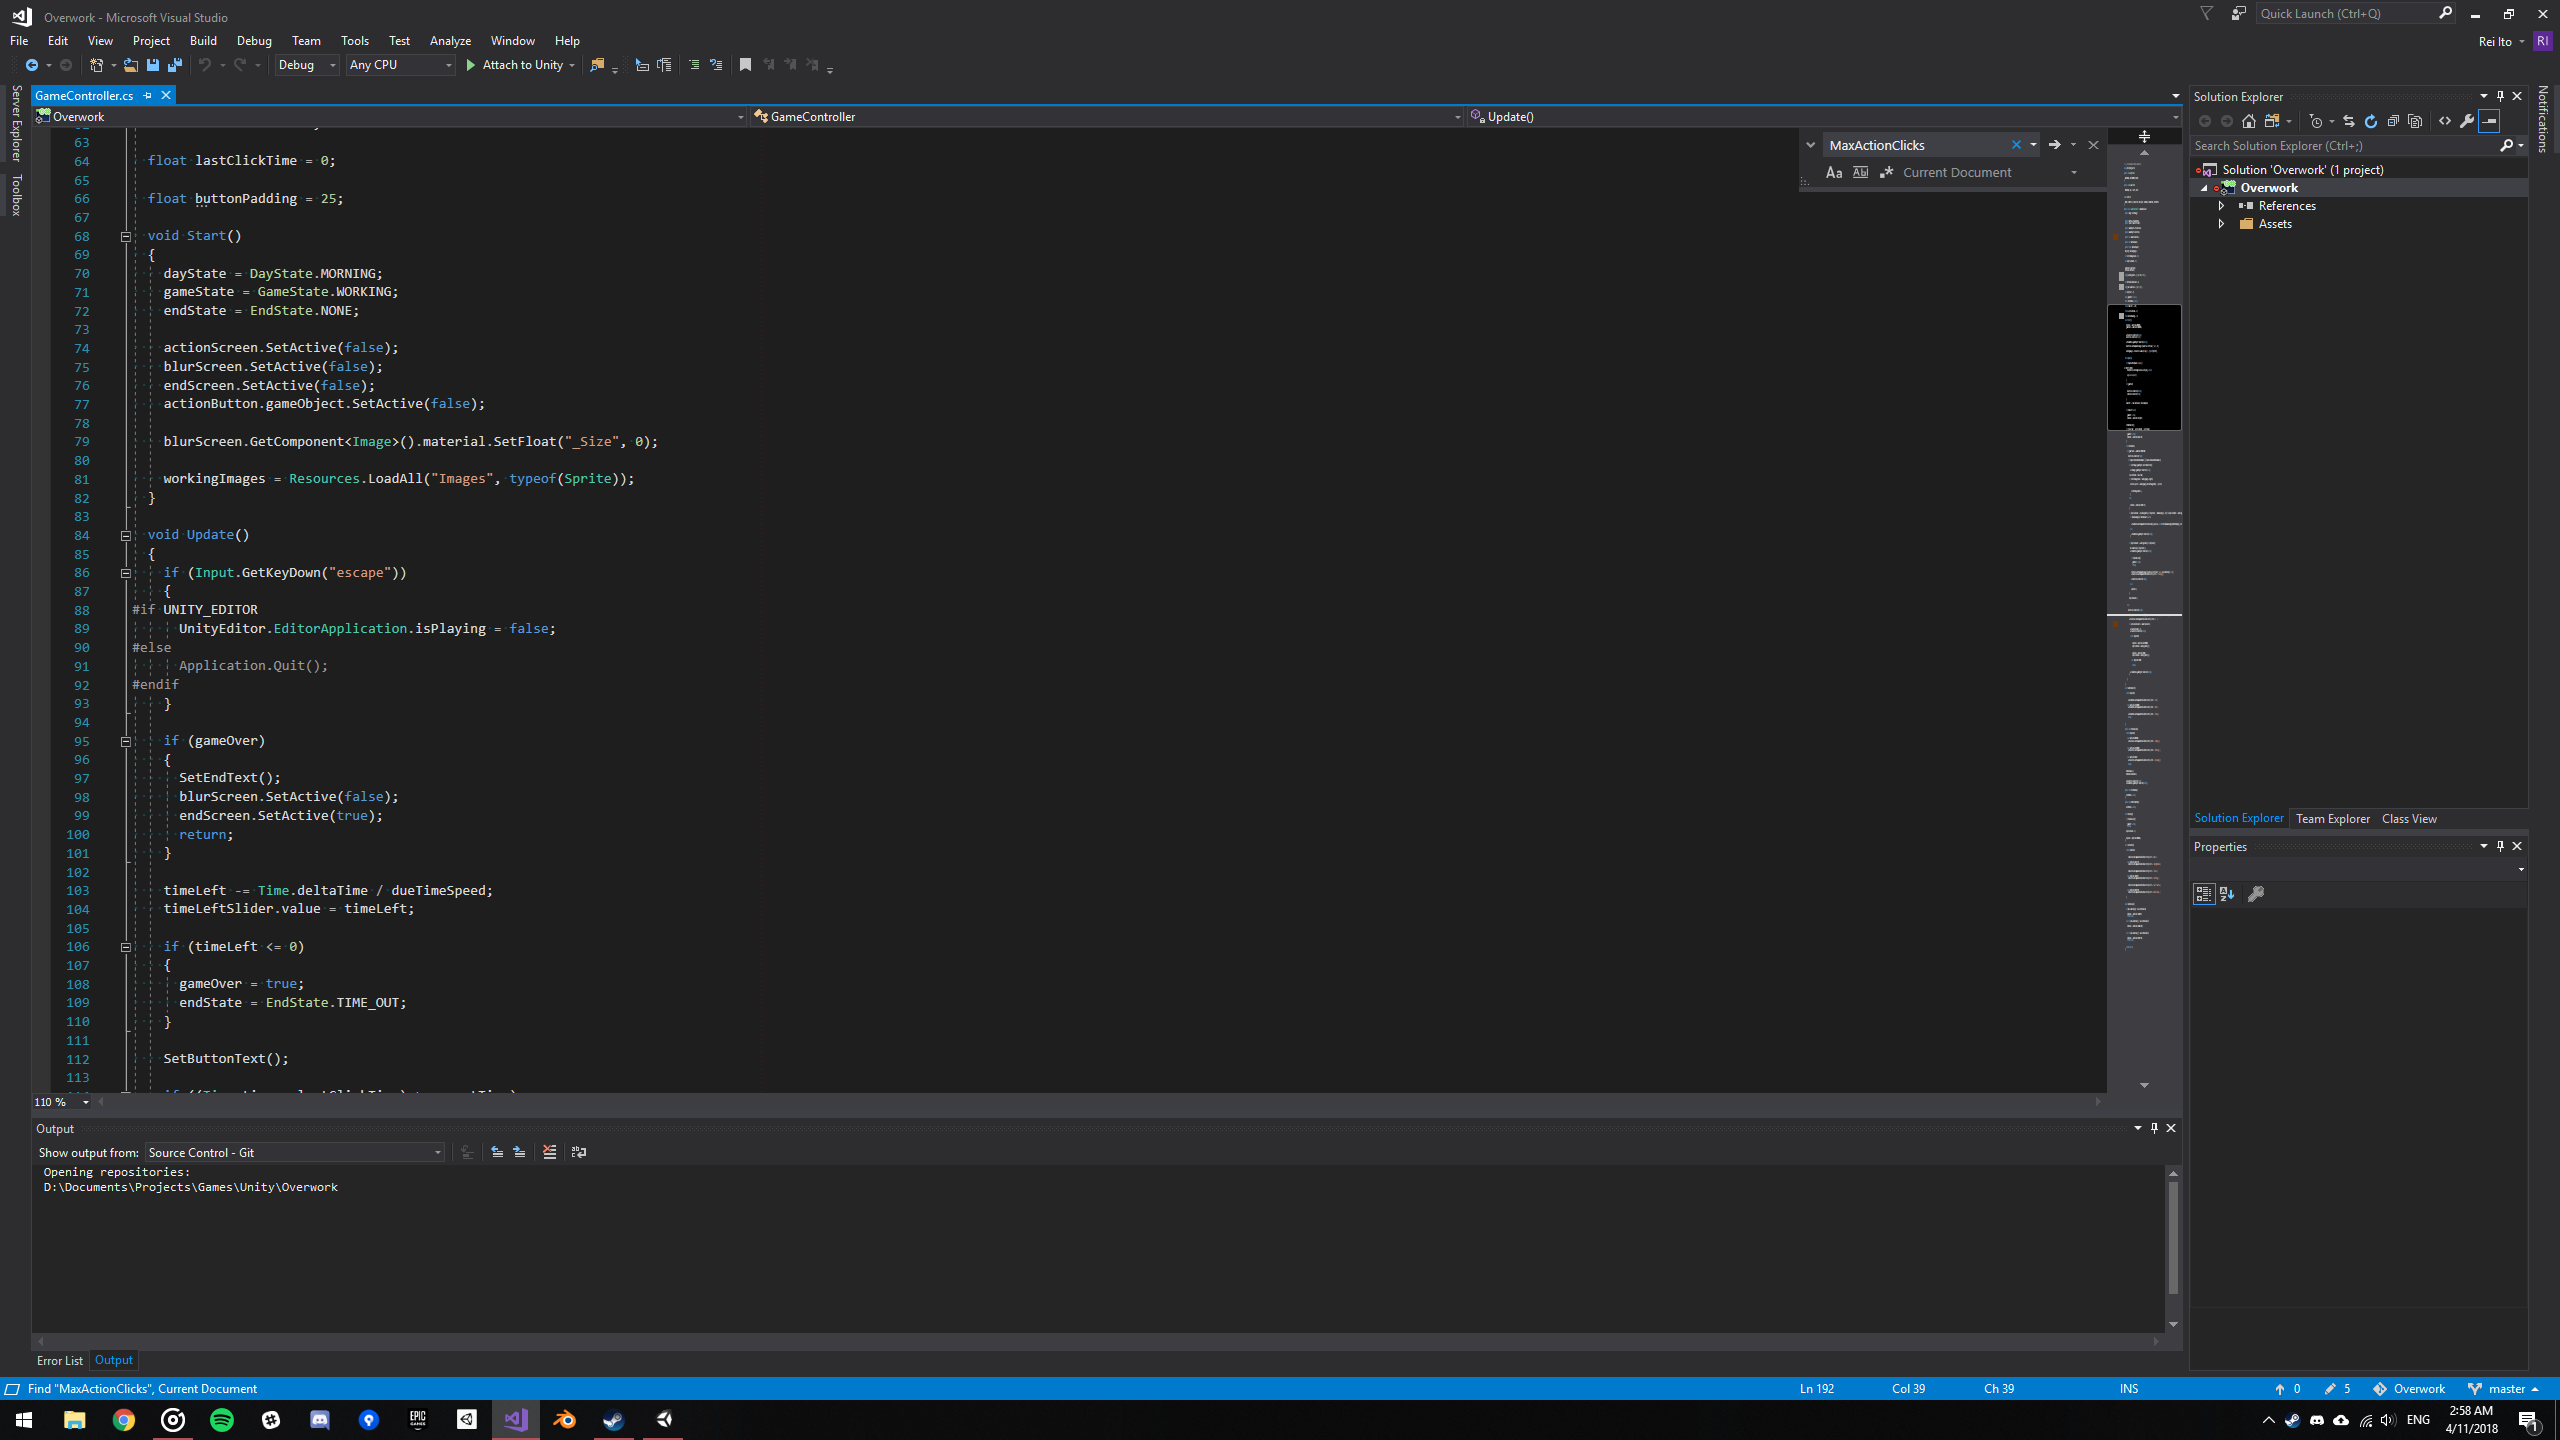 Overwork - Microsoft Visual Studio
Quick Launch (Ctrl+Q)
File Edit View Project Build Debug Team Tools Test Analyze Window Help
Rei Ito RI
Debug Any CPU Attach to Unity
Server Explorer
Toolbox
Notifications
GameController.cs
Overwork GameController Update()
MaxActionClicks
Aa Ab Current Document
63
64 float lastClickTime = 0;
65
66 float buttonPadding = 25;
67
68 void Start()
69 {
70 dayState = DayState.MORNING;
71 gameState = GameState.WORKING;
72 endState = EndState.NONE;
73
74 actionScreen.SetActive(false);
75 blurScreen.SetActive(false);
76 endScreen.SetActive(false);
77 actionButton.gameObject.SetActive(false);
78
79 blurScreen.GetComponent<Image>().material.SetFloat("_Size", 0);
80
81 workingImages = Resources.LoadAll("Images", typeof(Sprite));
82 }
83
84 void Update()
85 {
86 if (Input.GetKeyDown("escape"))
87 {
88 #if UNITY_EDITOR
89 UnityEditor.EditorApplication.isPlaying = false;
90 #else
91 Application.Quit();
92 #endif
93 }
94
95 if (gameOver)
96 {
97 SetEndText();
98 blurScreen.SetActive(false);
99 endScreen.SetActive(true);
100 return;
101 }
102
103 timeLeft -= Time.deltaTime / dueTimeSpeed;
104 timeLeftSlider.value = timeLeft;
105
106 if (timeLeft <= 0)
107 {
108 gameOver = true;
109 endState = EndState.TIME_OUT;
110 }
111
112 SetButtonText();
113
110 %
Solution Explorer
Search Solution Explorer (Ctrl+;)
Solution 'Overwork' (1 project)
Overwork
References
Assets
Solution Explorer Team Explorer Class View
Properties
Output
Show output from: Source Control - Git
Opening repositories:
D:\Documents\Projects\Games\Unity\Overwork
Error List Output
Find "MaxActionClicks", Current Document Ln 192 Col 39 Ch 39 INS 0 5 Overwork master
EPIC GAMES
ENG
2:58 AM
4/11/2018
1